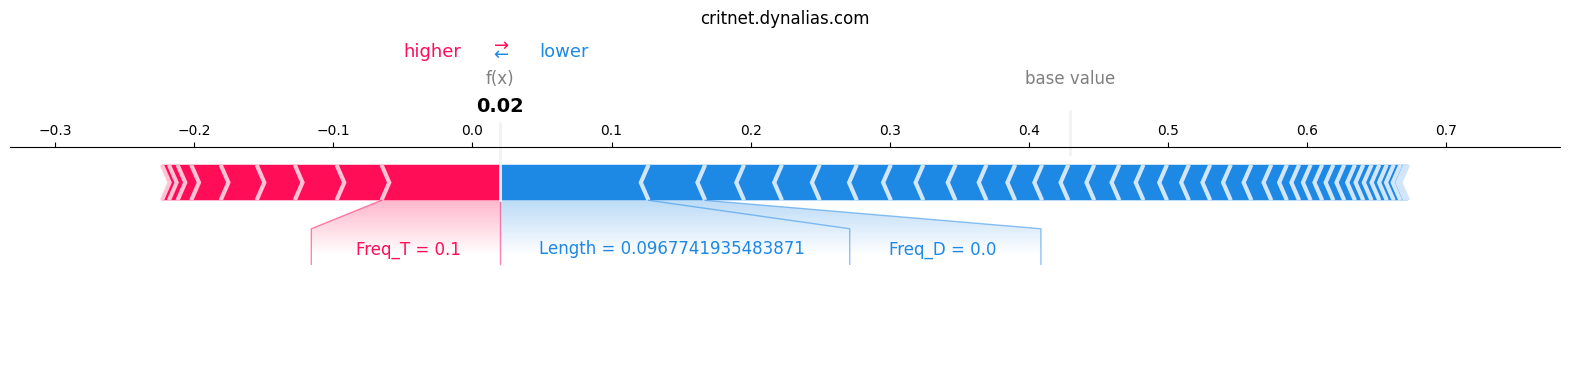 critnet.dynalias.com
higher ⇄ lower
f(x) base value
0.02
−0.3 −0.2 −0.1 0.0 0.1 0.2 0.3 0.4 0.5 0.6 0.7
Freq_T = 0.1 Length = 0.0967741935483871 Freq_D = 0.0